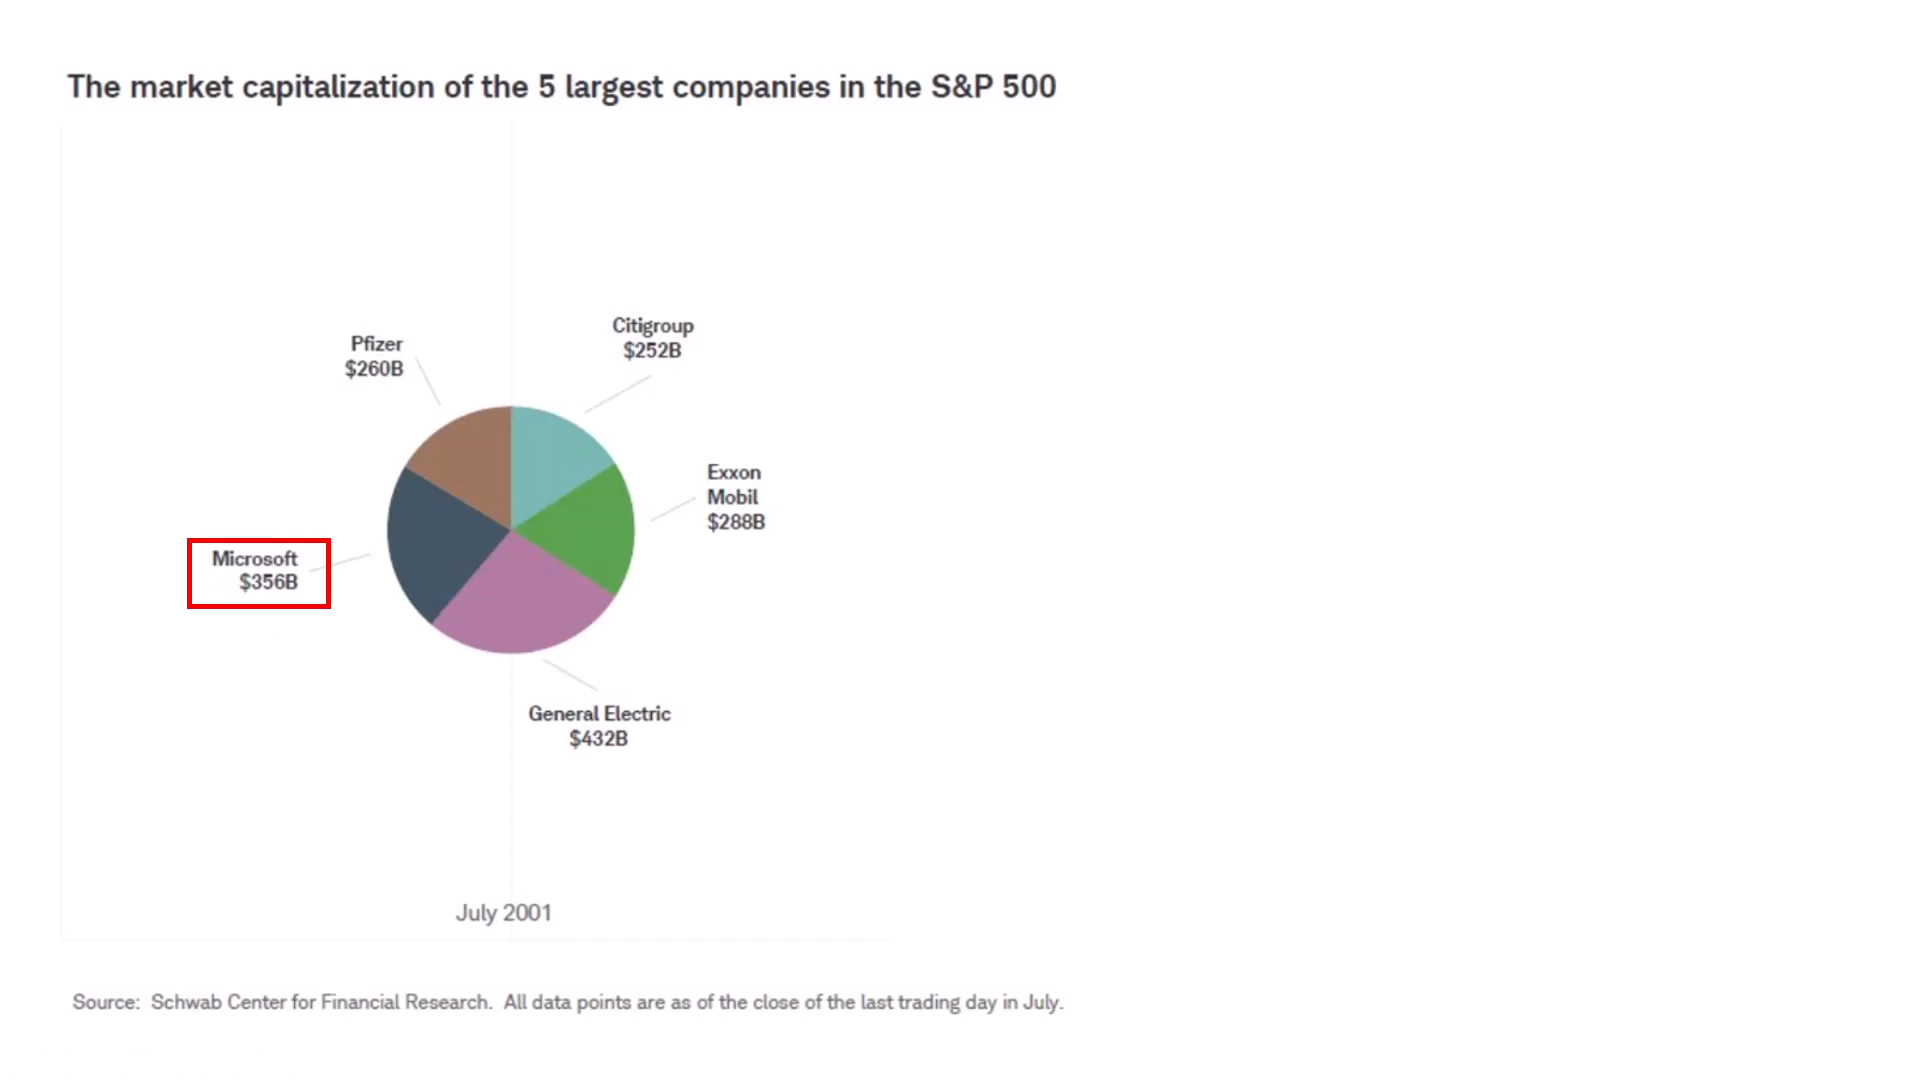 The market capitalization of the 5 largest companies in the S&P 500
Citigroup
$252B
Pfizer
$260B
Exxon
Mobil
$288B
Microsoft
$356B
General Electric
$432B
July 2001
Source: Schwab Center for Financial Research. All data points are as of the close of the last trading day in July.